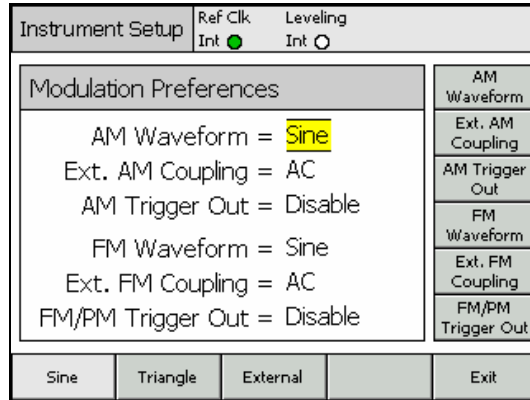 Instrument Setup
Ref Clk
Int
Leveling
Int
Modulation Preferences
AM Waveform = Sine
Ext. AM Coupling = AC
AM Trigger Out = Disable
FM Waveform = Sine
Ext. FM Coupling = AC
FM/PM Trigger Out = Disable
AM
Waveform
Ext. AM
Coupling
AM Trigger
Out
FM
Waveform
Ext. FM
Coupling
FM/PM
Trigger Out
Sine
Triangle
External
Exit